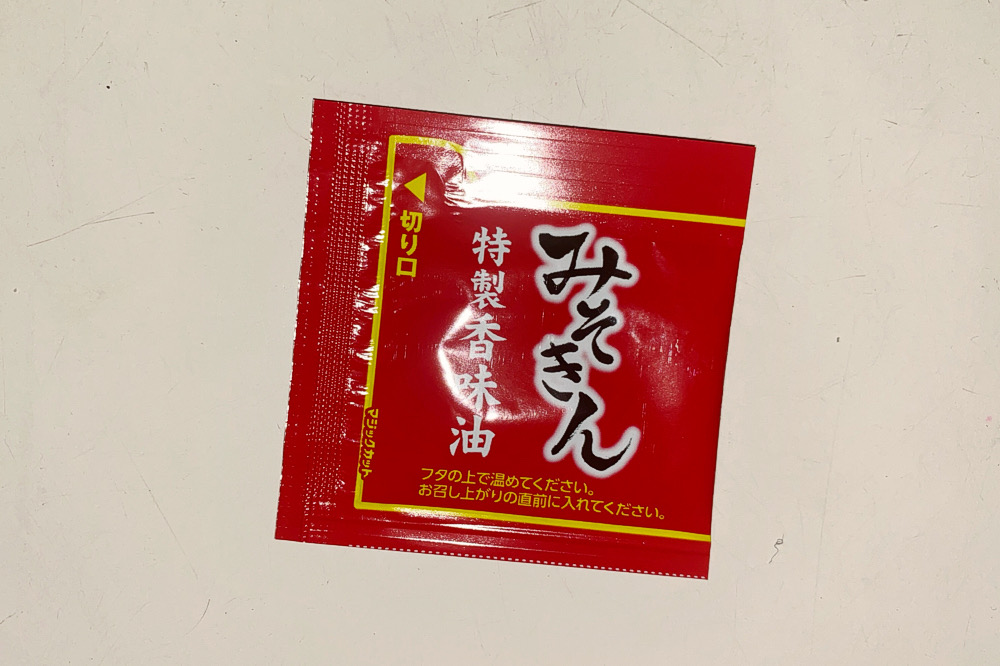 みそきん
特製香味油
切り口
マジックカット
フタの上で温めてください。
お召し上がりの直前に入れてください。